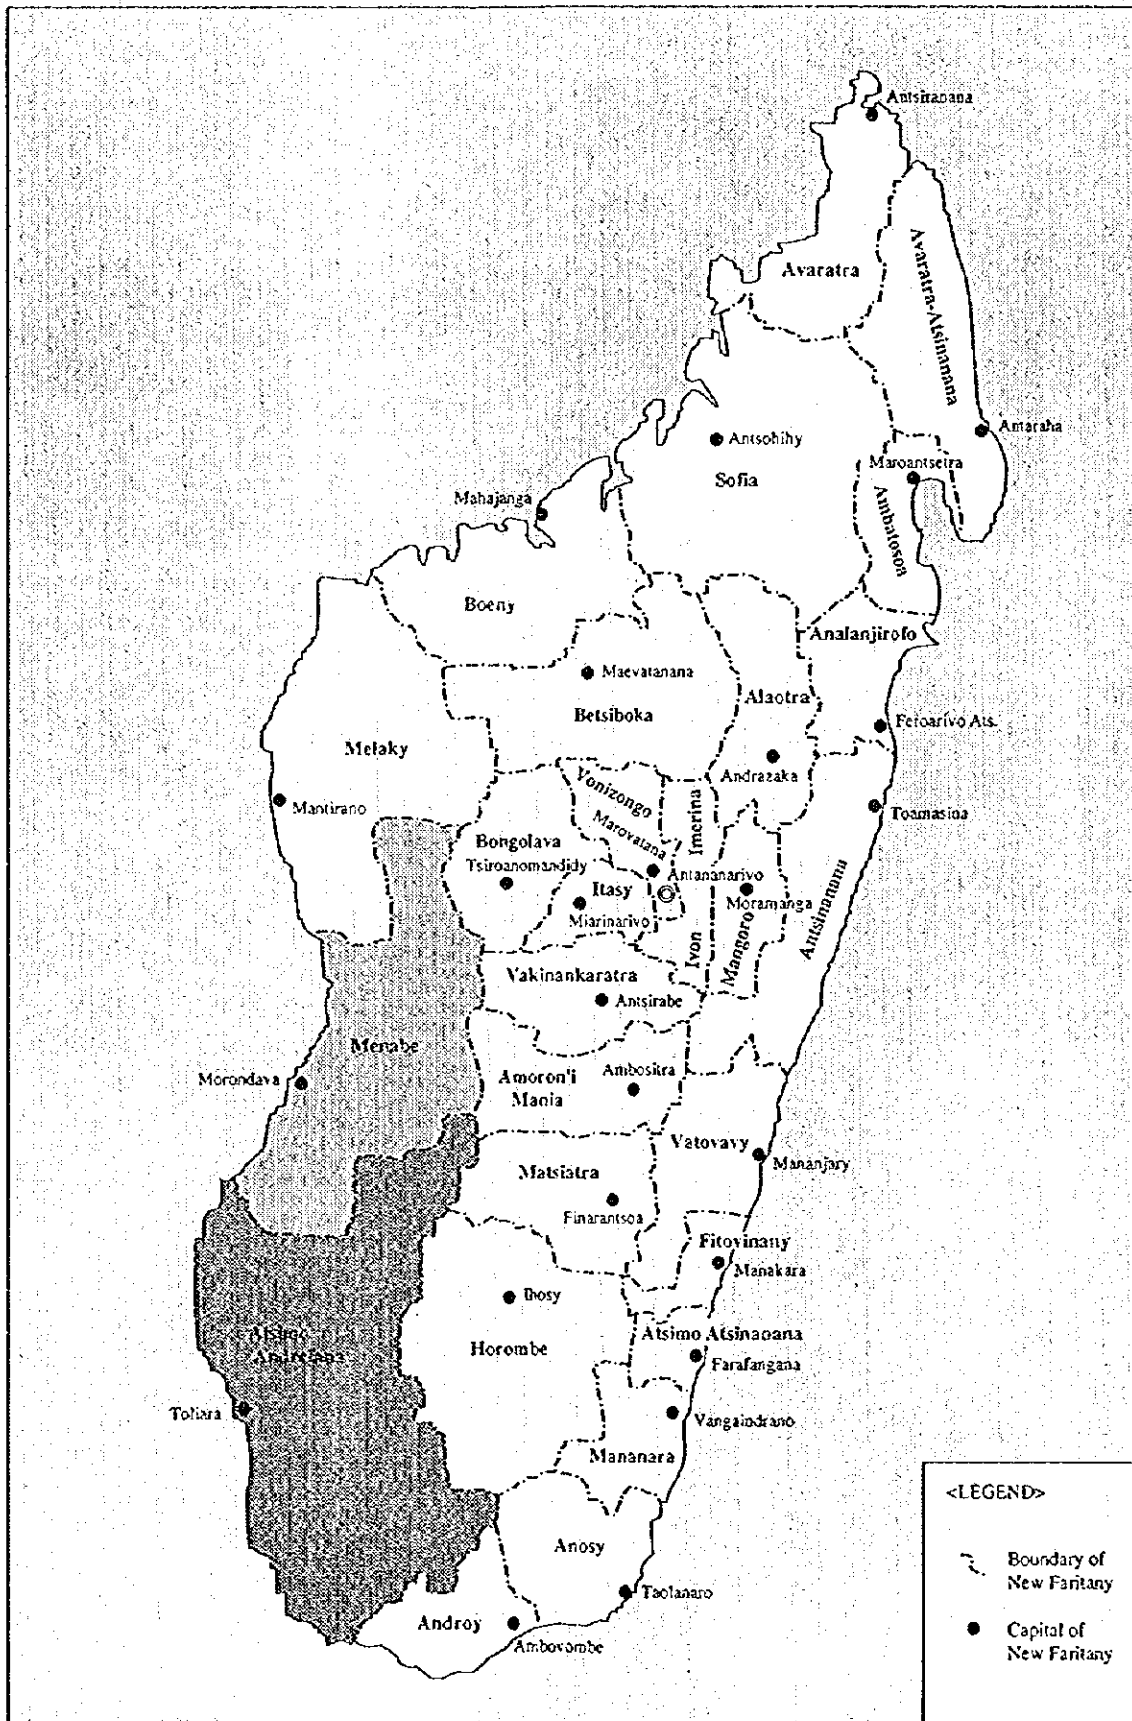 Antsiranana
Avaratra
Avaratra-Atsinanana
Antaraha
Antsohihy
Maroantsetra
Sofia
Mahajanga
Ambatosoa
Boeny
Analanjirofo
Maevatanana
Alaotra
Betsiboka
Feroarivo Ats.
Melaky
Andrazaka
Vonizongo
Imerina
Mantirano
Toamasina
Marovatana
Bongolava
Tsiroanomandidy
Antananarivo
Itasy
Moramanga
Miarinarivo
Antsinanana
Ivon
Mangoro
Vakinankaratra
Antsirabe
Menabe
Morondava
Amoron'i
Mania
Ambositra
Vatovavy
Mananjary
Matsiatra
Finarantsoa
Fitovinany
Manakara
Ihosy
Atsimo Atsinanana
Horombe
Farafangana
Toliara
Vangaindrano
Mananara
Anosy
Taolanaro
Androy
Ambovombe
<LEGEND>
Boundary of
New Faritany
Capital of
New Faritany